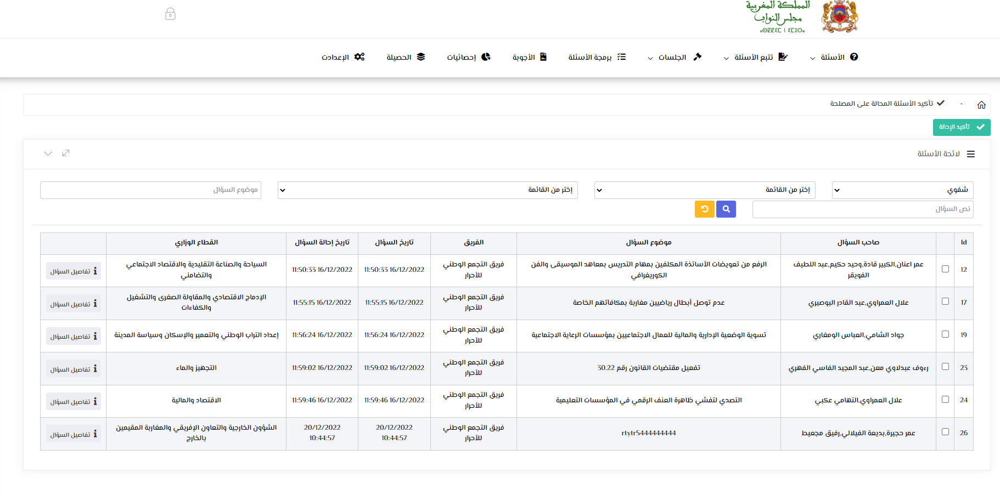 المملكة المغربية
مجلس النواب
0
الأسئلة
تتبع الأسئلة
الجلسات
برمجة الأسئلة
الأجوبة
إحصائيات
الحصيلة
الإعدادت
- تأكيد الأسئلة المحالة على المصلحة
تأكيد الإحالة
لائحة الأسئلة
شفوي
إختر من القائمة
إختر من القائمة
موضوع السؤال
نص السؤال
Id صاحب السؤال موضوع السؤال الفريق تاريخ السؤال تاريخ إحالة السؤال القطاع الوزاري
12 عمر اعنان,الكبير قادة,وحيد حكيم,عبد اللطيف الفويقر الرفع من تعويضات الأساتذة المكلفين بمهام التدريس بمعاهد الموسيقى والفن الكوريغرافي فريق التجمع الوطني للأحرار 16/12/2022 11:50:33 16/12/2022 11:50:33 السياحة والصناعة التقليدية والاقتصاد الاجتماعي والتضامني تفاصيل السؤال
17 علال العمراوي,عبد القادر البوصيري عدم توصل أبطال رياضيين مغاربة بمكافآتهم الخاصة فريق التجمع الوطني للأحرار 16/12/2022 11:55:15 16/12/2022 11:55:15 الإدماج الاقتصادي والمقاولة الصغرى والتشغيل والكفاءات تفاصيل السؤال
19 جواد الشامي,العباس الومغاري تسوية الوضعية الإدارية والمالية للعمال الاجتماعيين بمؤسسات الرعاية الاجتماعية فريق التجمع الوطني للأحرار 16/12/2022 11:56:24 16/12/2022 11:56:24 إعداد التراب الوطني والتعمير والإسكان وسياسة المدينة تفاصيل السؤال
23 رءوف عبدلاوي معن,عبد المجيد الفاسي الفهري تفعيل مقتضيات القانون رقم 30.22 فريق التجمع الوطني للأحرار 16/12/2022 11:59:02 16/12/2022 11:59:02 التجهيز والماء تفاصيل السؤال
24 علال العمراوي,التهامي عكبي التصدي لتفشي ظاهرة العنف الرقمي في المؤسسات التعليمية فريق التجمع الوطني للأحرار 16/12/2022 11:59:46 16/12/2022 11:59:46 الاقتصاد والمالية تفاصيل السؤال
26 عمر حجيرة,بديعة الفيلالي,رفيق مجعيط rtytr5444444444 فريق التجمع الوطني للأحرار 20/12/2022 10:44:57 20/12/2022 10:44:57 الشؤون الخارجية والتعاون الإفريقي والمغاربة المقيمين بالخارج تفاصيل السؤال